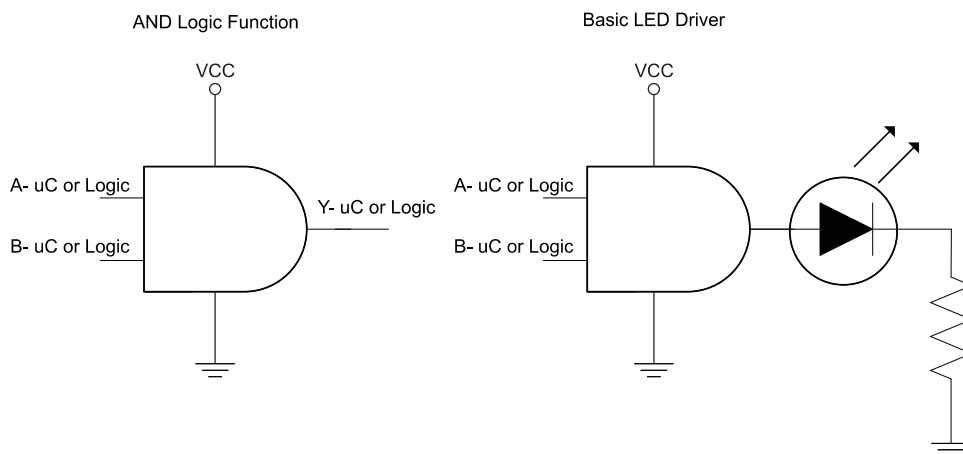 AND Logic Function
Basic LED Driver
VCC
VCC
A- uC or Logic
Y- uC or Logic
B- uC or Logic
A- uC or Logic
B- uC or Logic